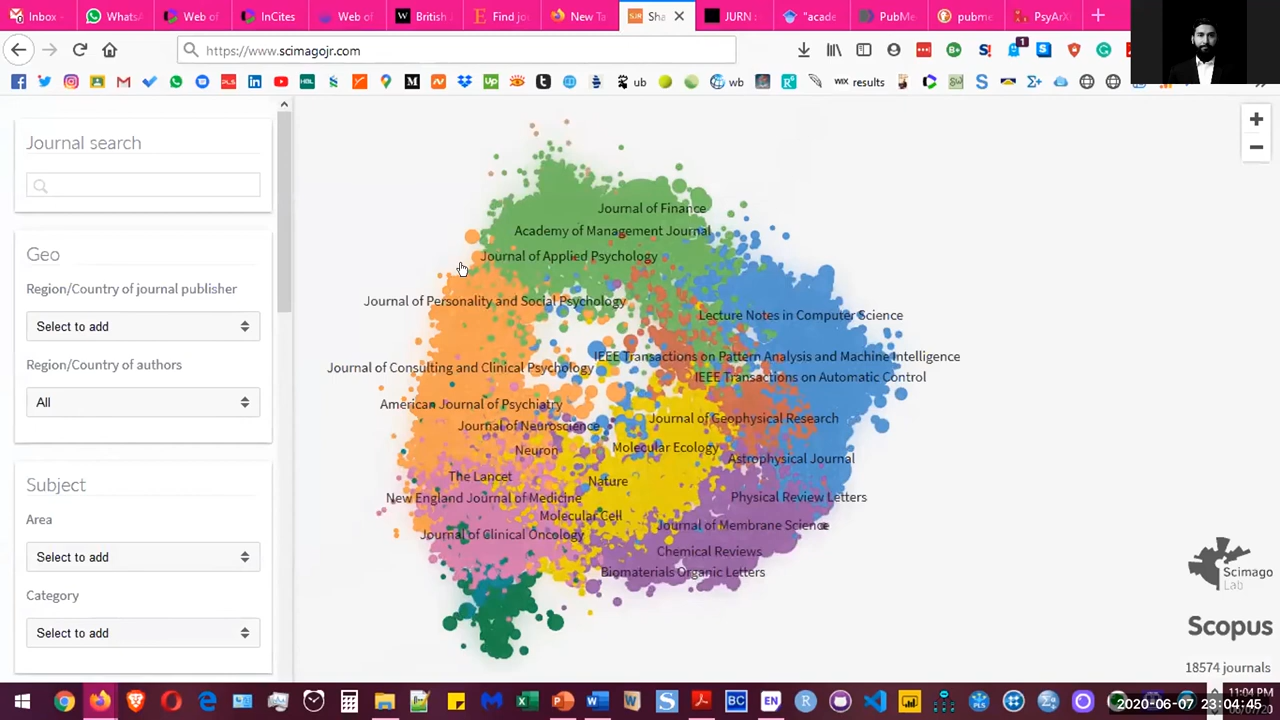 Inbox -
WhatsA
Web of
InCites
Web of
British J
Find jou
New Ta
Sha
JURN :
"acade
PubMe
pubme
PsyArX
https://www.scimagojr.com
1
ub
wb
WIX results
Journal search
Geo
Region/Country of journal publisher
Select to add
Region/Country of authors
All
Subject
Area
Select to add
Category
Select to add
Journal of Finance
Academy of Management Journal
Journal of Applied Psychology
Journal of Personality and Social Psychology
Lecture Notes in Computer Science
IEEE Transactions on Pattern Analysis and Machine Intelligence
Journal of Consulting and Clinical Psychology
IEEE Transactions on Automatic Control
American Journal of Psychiatry
Journal of Geophysical Research
Journal of Neuroscience
Neuron
Molecular Ecology
Astrophysical Journal
The Lancet
Nature
New England Journal of Medicine
Physical Review Letters
Molecular Cell
Journal of Membrane Science
Journal of Clinical Oncology
Chemical Reviews
Biomaterials Organic Letters
Scimago
Lab
Scopus
18574 journals
11:04 PM
2020-06-07 23:04:45